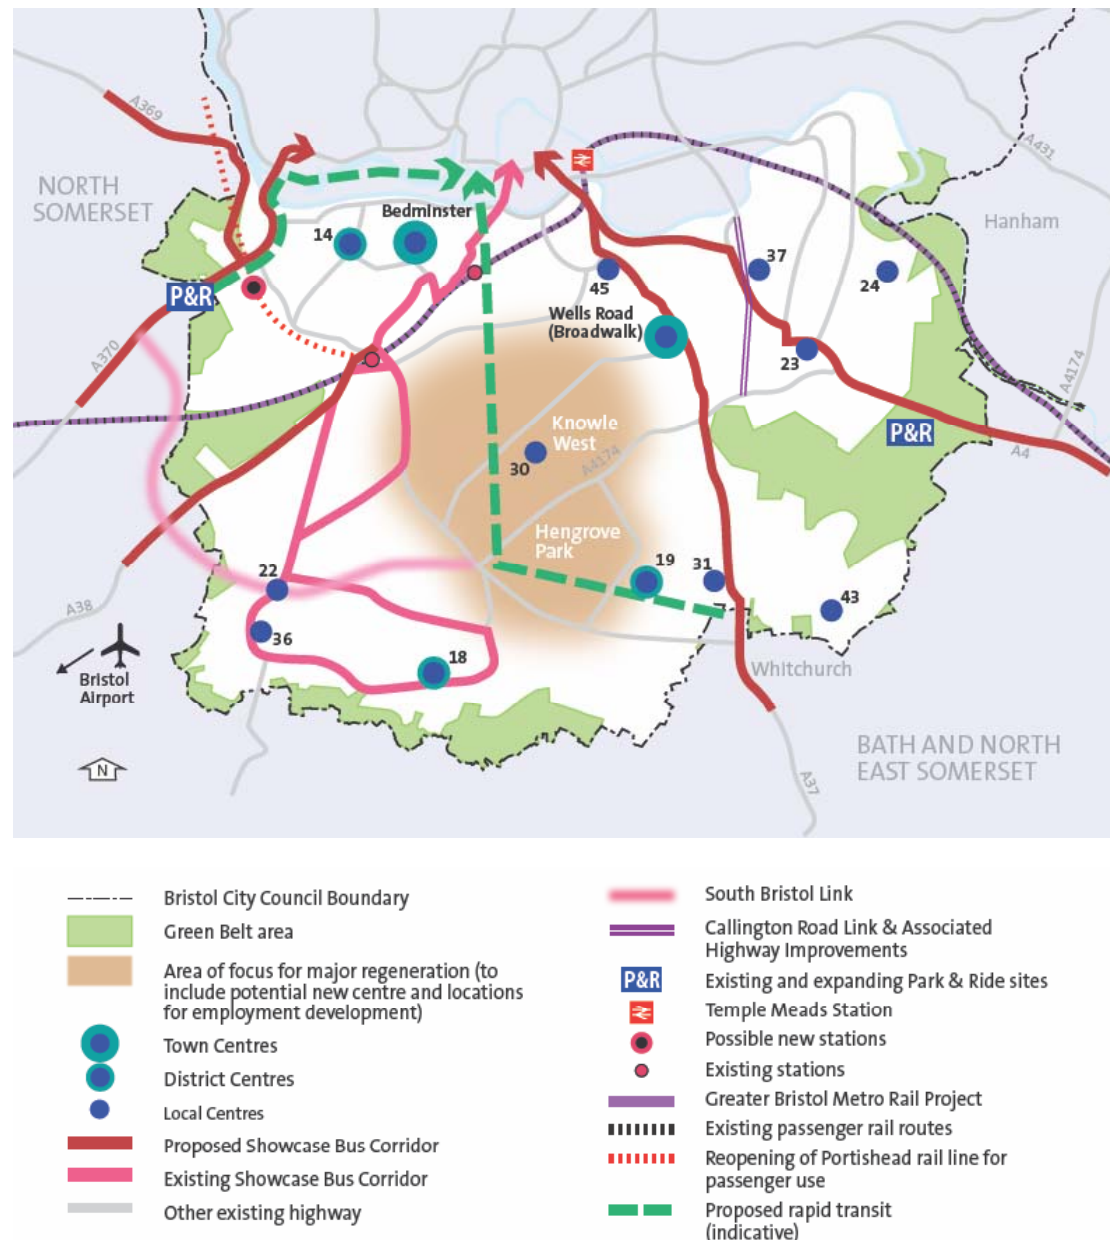 A369
NORTH
SOMERSET
A431
Hanham
Bedminster
14
37
24
45
P&R
Wells Road
(Broadwalk)
23
A370
A4174
Knowle
West
30
A4174
P&R
A4
Hengrove
Park
22
19
31
43
A38
36
18
Whitchurch
Bristol
Airport
N
BATH AND NORTH
EAST SOMERSET
A37
Bristol City Council Boundary
Green Belt area
Area of focus for major regeneration (to
include potential new centre and locations
for employment development)
Town Centres
District Centres
Local Centres
Proposed Showcase Bus Corridor
Existing Showcase Bus Corridor
Other existing highway
South Bristol Link
Callington Road Link & Associated
Highway Improvements
P&R Existing and expanding Park & Ride sites
Temple Meads Station
Possible new stations
Existing stations
Greater Bristol Metro Rail Project
Existing passenger rail routes
Reopening of Portishead rail line for
passenger use
Proposed rapid transit
(indicative)